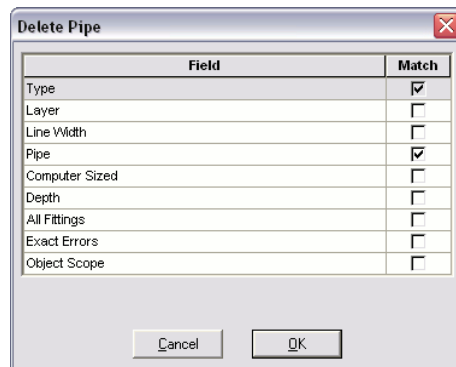 Delete Pipe
Field Match
Type
Layer
Line Width
Pipe
Computer Sized
Depth
All Fittings
Exact Errors
Object Scope
Cancel OK